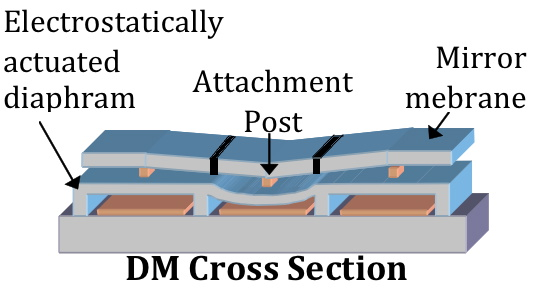 Electrostatically
actuated
diaphram
Attachment
Post
Mirror
mebrane
DM Cross Section